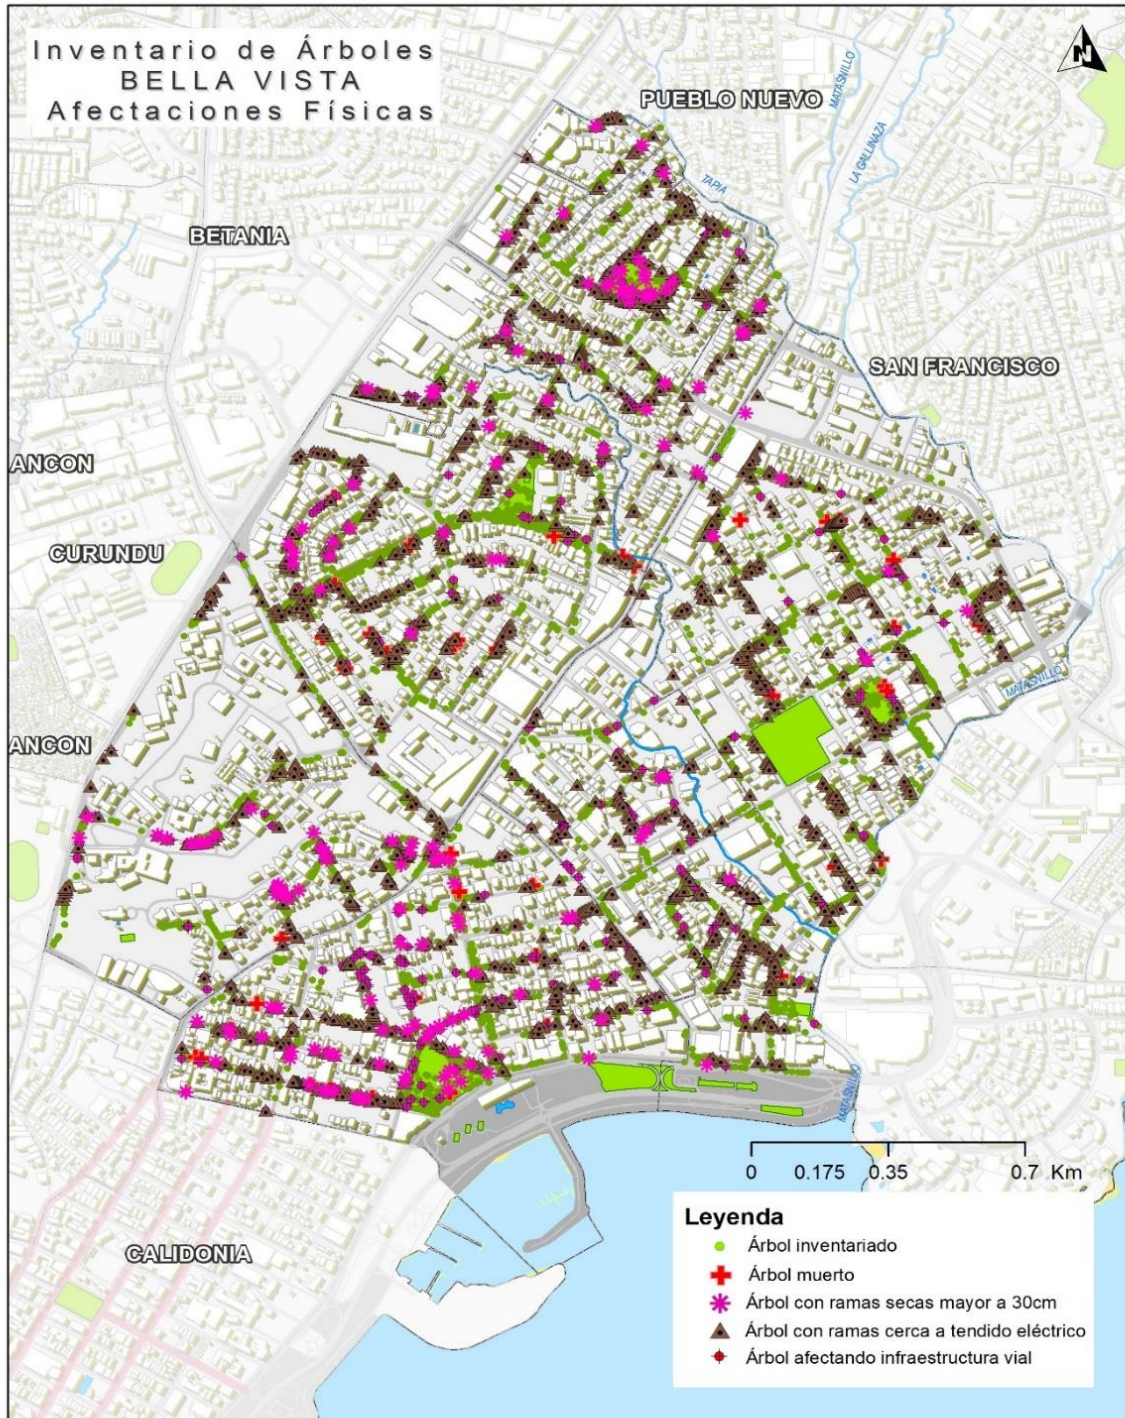 Inventario de Árboles
BELLA VISTA
Afectaciones Físicas
N
PUEBLO NUEVO
MATASNILLO
LA GALLINAZA
TAPIA
BETANIA
SAN FRANCISCO
ANCON
CURUNDU
MATASNILLO
ANCON
MATASNILLO
CALIDONIA
0 0.175 0.35 0.7 Km
Leyenda
Árbol inventariado
Árbol muerto
Árbol con ramas secas mayor a 30cm
Árbol con ramas cerca a tendido eléctrico
Árbol afectando infraestructura vial